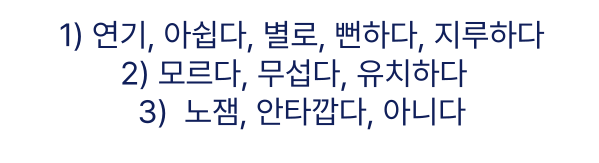 1) 연기, 아쉽다, 별로, 뻔하다, 지루하다
2) 모르다, 무섭다, 유치하다
3) 노잼, 안타깝다, 아니다